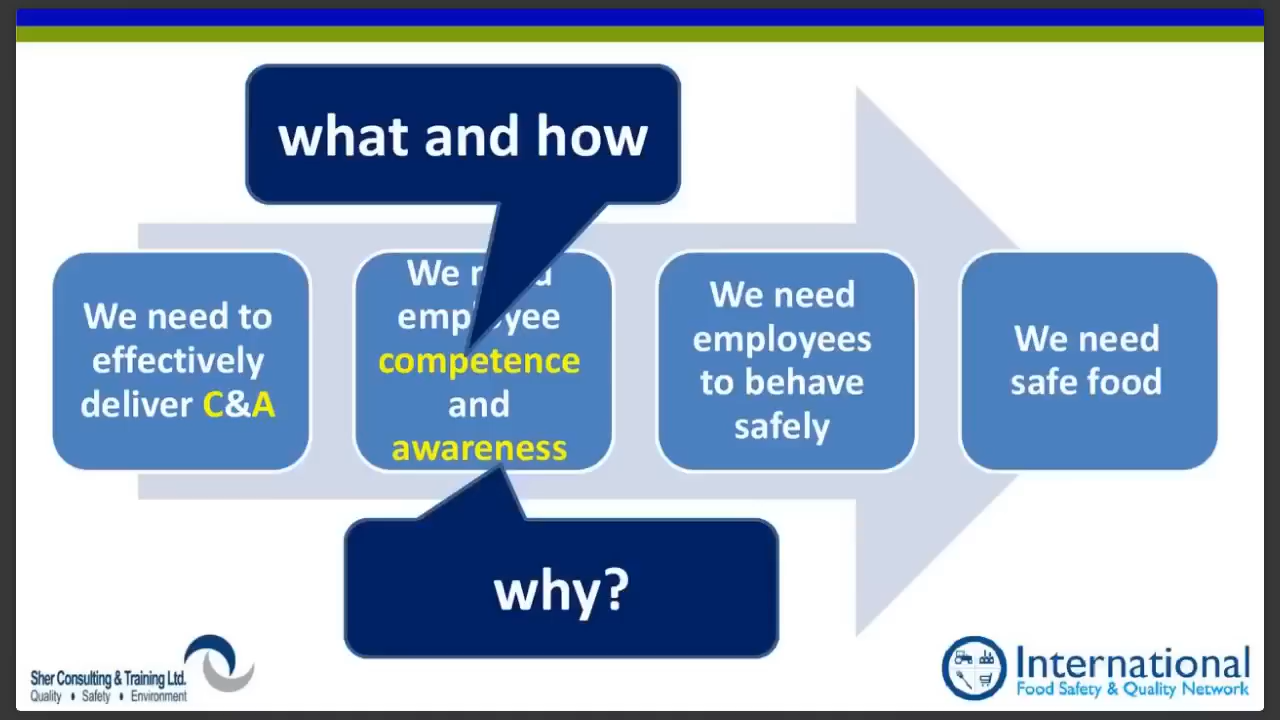 what and how
We need to
effectively
deliver C&A
We
employee
competence
and
awareness
We need
employees
to behave
safely
We need
safe food
why?
Sher Consulting & Training Ltd.
Quality • Safety • Environment
International
Food Safety & Quality Network